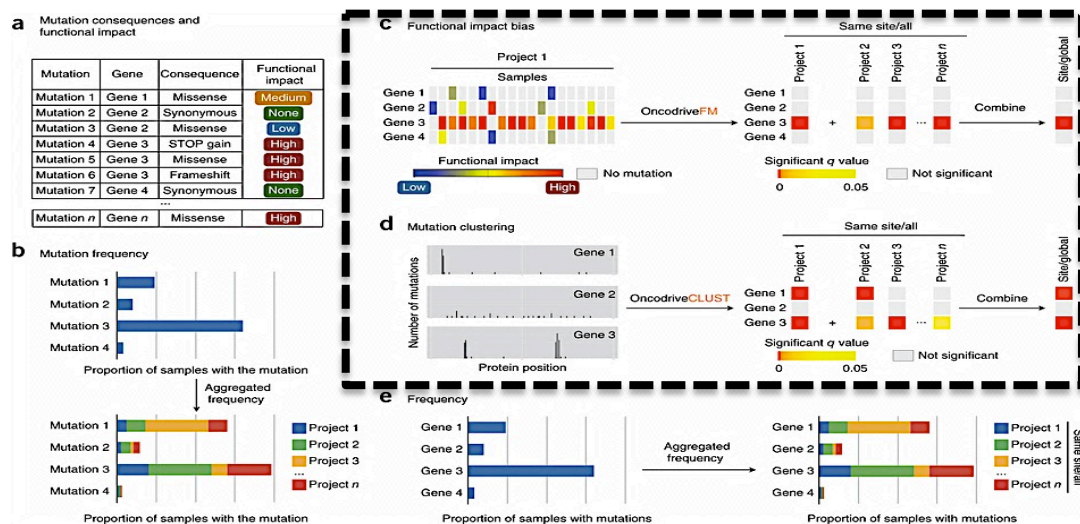 a Mutation consequences and
functional impact
Mutation Gene Consequence Functional
impact
Mutation 1 Gene 1 Missense Medium
Mutation 2 Gene 2 Synonymous None
Mutation 3 Gene 2 Missense Low
Mutation 4 Gene 3 STOP gain High
Mutation 5 Gene 3 Missense High
Mutation 6 Gene 3 Frameshift High
Mutation 7 Gene 4 Synonymous None
...
Mutation n Gene n Missense High
b Mutation frequency
Mutation 1
Mutation 2
Mutation 3
Mutation 4
Proportion of samples with the mutation
Aggregated
frequency
Mutation 1
Mutation 2
Mutation 3
Mutation 4
Project 1
Project 2
Project 3
...
Project n
Proportion of samples with the mutation
c Functional impact bias
Project 1
Samples
Gene 1
Gene 2
Gene 3
Gene 4
Functional impact
Low High
No mutation
OncodriveFM
Same site/all
Project 1 Project 2 Project 3 Project n
Gene 1
Gene 2
Gene 3 + ...
Gene 4
Significant q value
0.05
Not significant
Combine
Site/global
d Mutation clustering
Number of mutations
Gene 1
Gene 2
Gene 3
Protein position
OncodriveCLUST
Same site/all
Project 1 Project 2 Project 3 Project n
Gene 1
Gene 2
Gene 3 + ...
Significant q value
0.05
Not significant
Combine
Site/global
e Frequency
Gene 1
Gene 2
Gene 3
Gene 4
Proportion of samples with mutations
Aggregated
frequency
Gene 1
Gene 2
Gene 3
Gene 4
Project 1
Project 2
Project 3
...
Project n
Same site/all
Proportion of samples with mutations